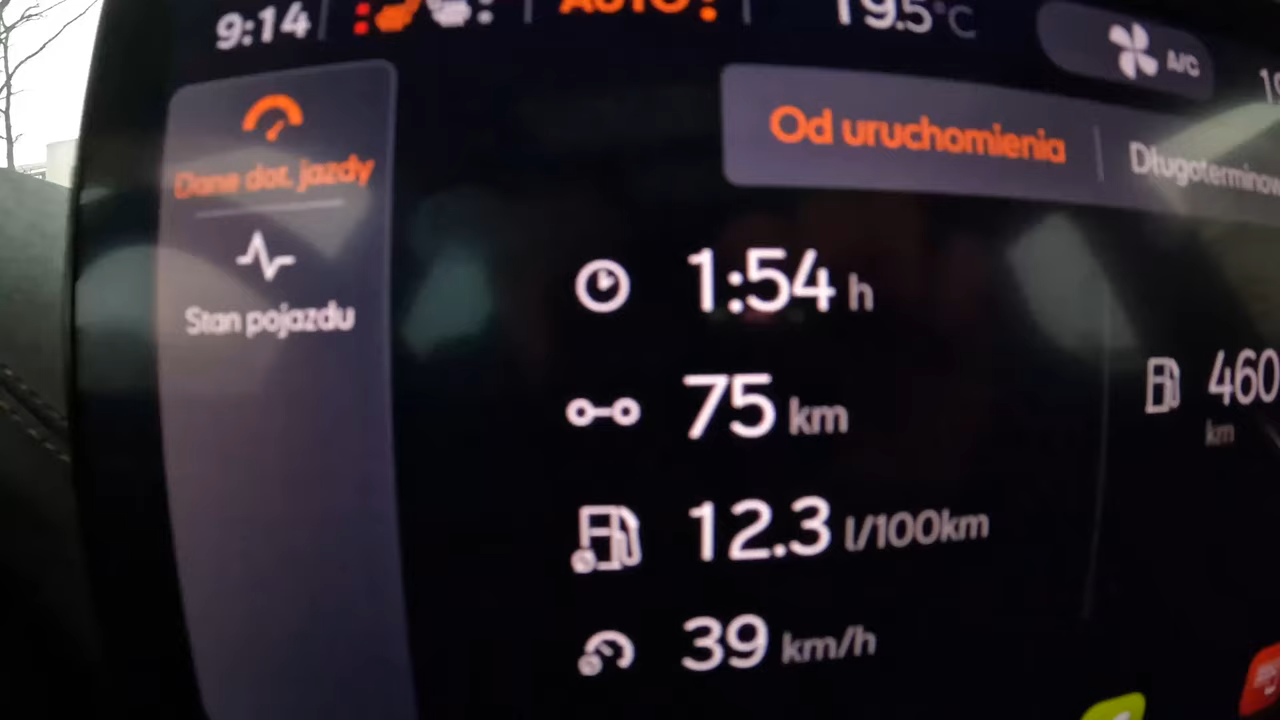 9:14
AUTO
19.5°C
A/C
Dane dot. jazdy
Od uruchomienia
Stan pojazdu
1:54 h
75 km
460
km
12.3 l/100km
39 km/h